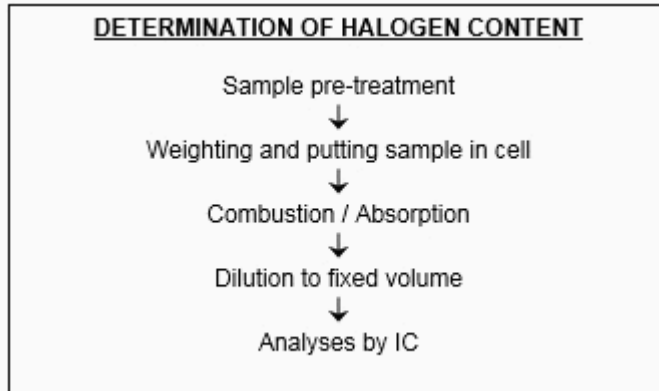 DETERMINATION OF HALOGEN CONTENT
Sample pre-treatment
↓
Weighting and putting sample in cell
↓
Combustion / Absorption
↓
Dilution to fixed volume
↓
Analyses by IC